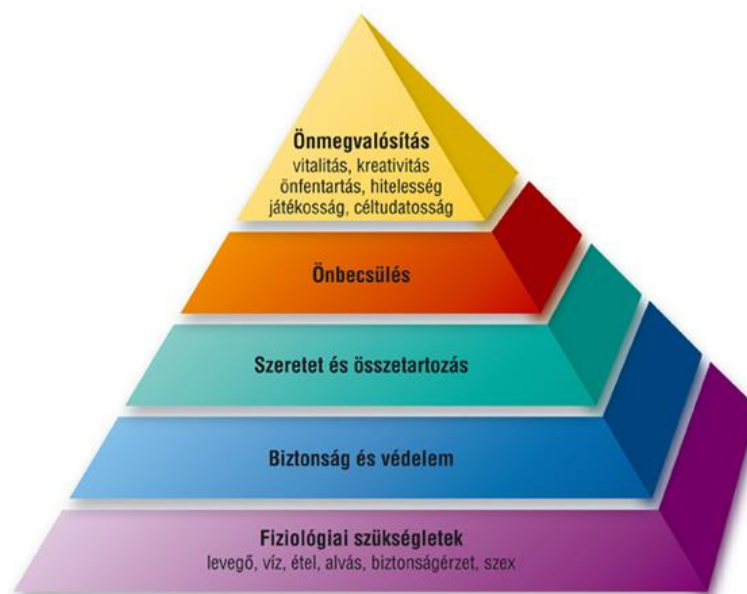 Önmegvalósítás
vitalitás, kreativitás
önfentartás, hitelesség
játékosság, céltudatosság
Önbecsülés
Szeretet és összetartozás
Biztonság és védelem
Fiziológiai szükségletek
levegő, víz, étel, alvás, biztonságérzet, szex